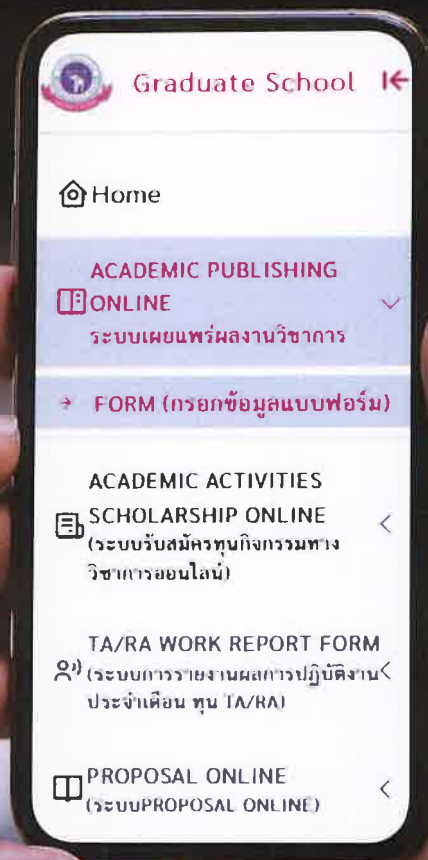 Graduate School
Home
ACADEMIC PUBLISHING
ONLINE
ระบบเผยแพร่ผลงานวิชาการ
FORM (กรอกข้อมูลแบบฟอร์ม)
ACADEMIC ACTIVITIES
SCHOLARSHIP ONLINE
(ระบบรับสมัครทุนกิจกรรมทาง
วิชาการออนไลน์)
TA/RA WORK REPORT FORM
(ระบบการรายงานผลการปฏิบัติงาน
ประจำเดือน ทุน TA/RA)
PROPOSAL ONLINE
(ระบบPROPOSAL ONLINE)